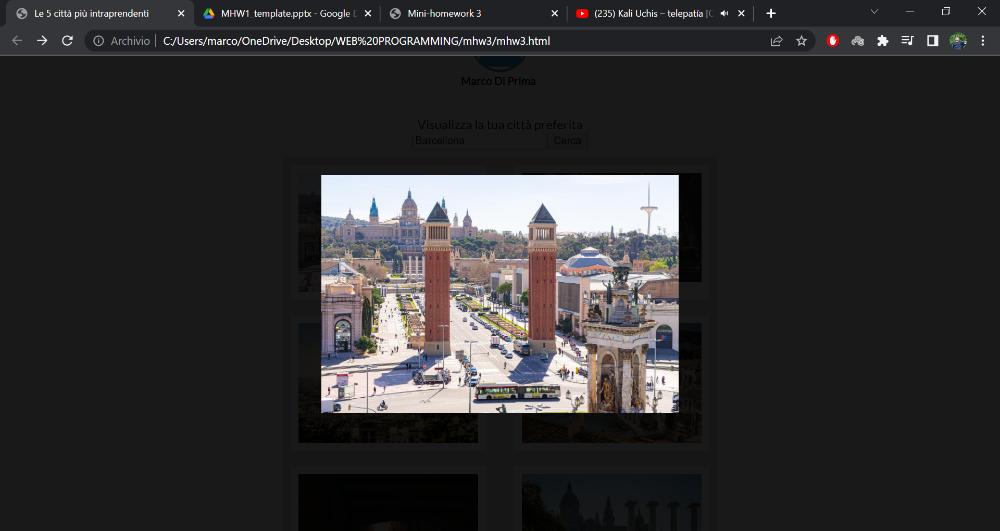 Le 5 città più intraprendenti
MHW1_template.pptx - Google D
Mini-homework 3
(235) Kali Uchis – telepatía [O
Archivio
C:/Users/marco/OneDrive/Desktop/WEB%20PROGRAMMING/mhw3/mhw3.html
Marco Di Prima
Visualizza la tua città preferita
Barcellona
Cerca